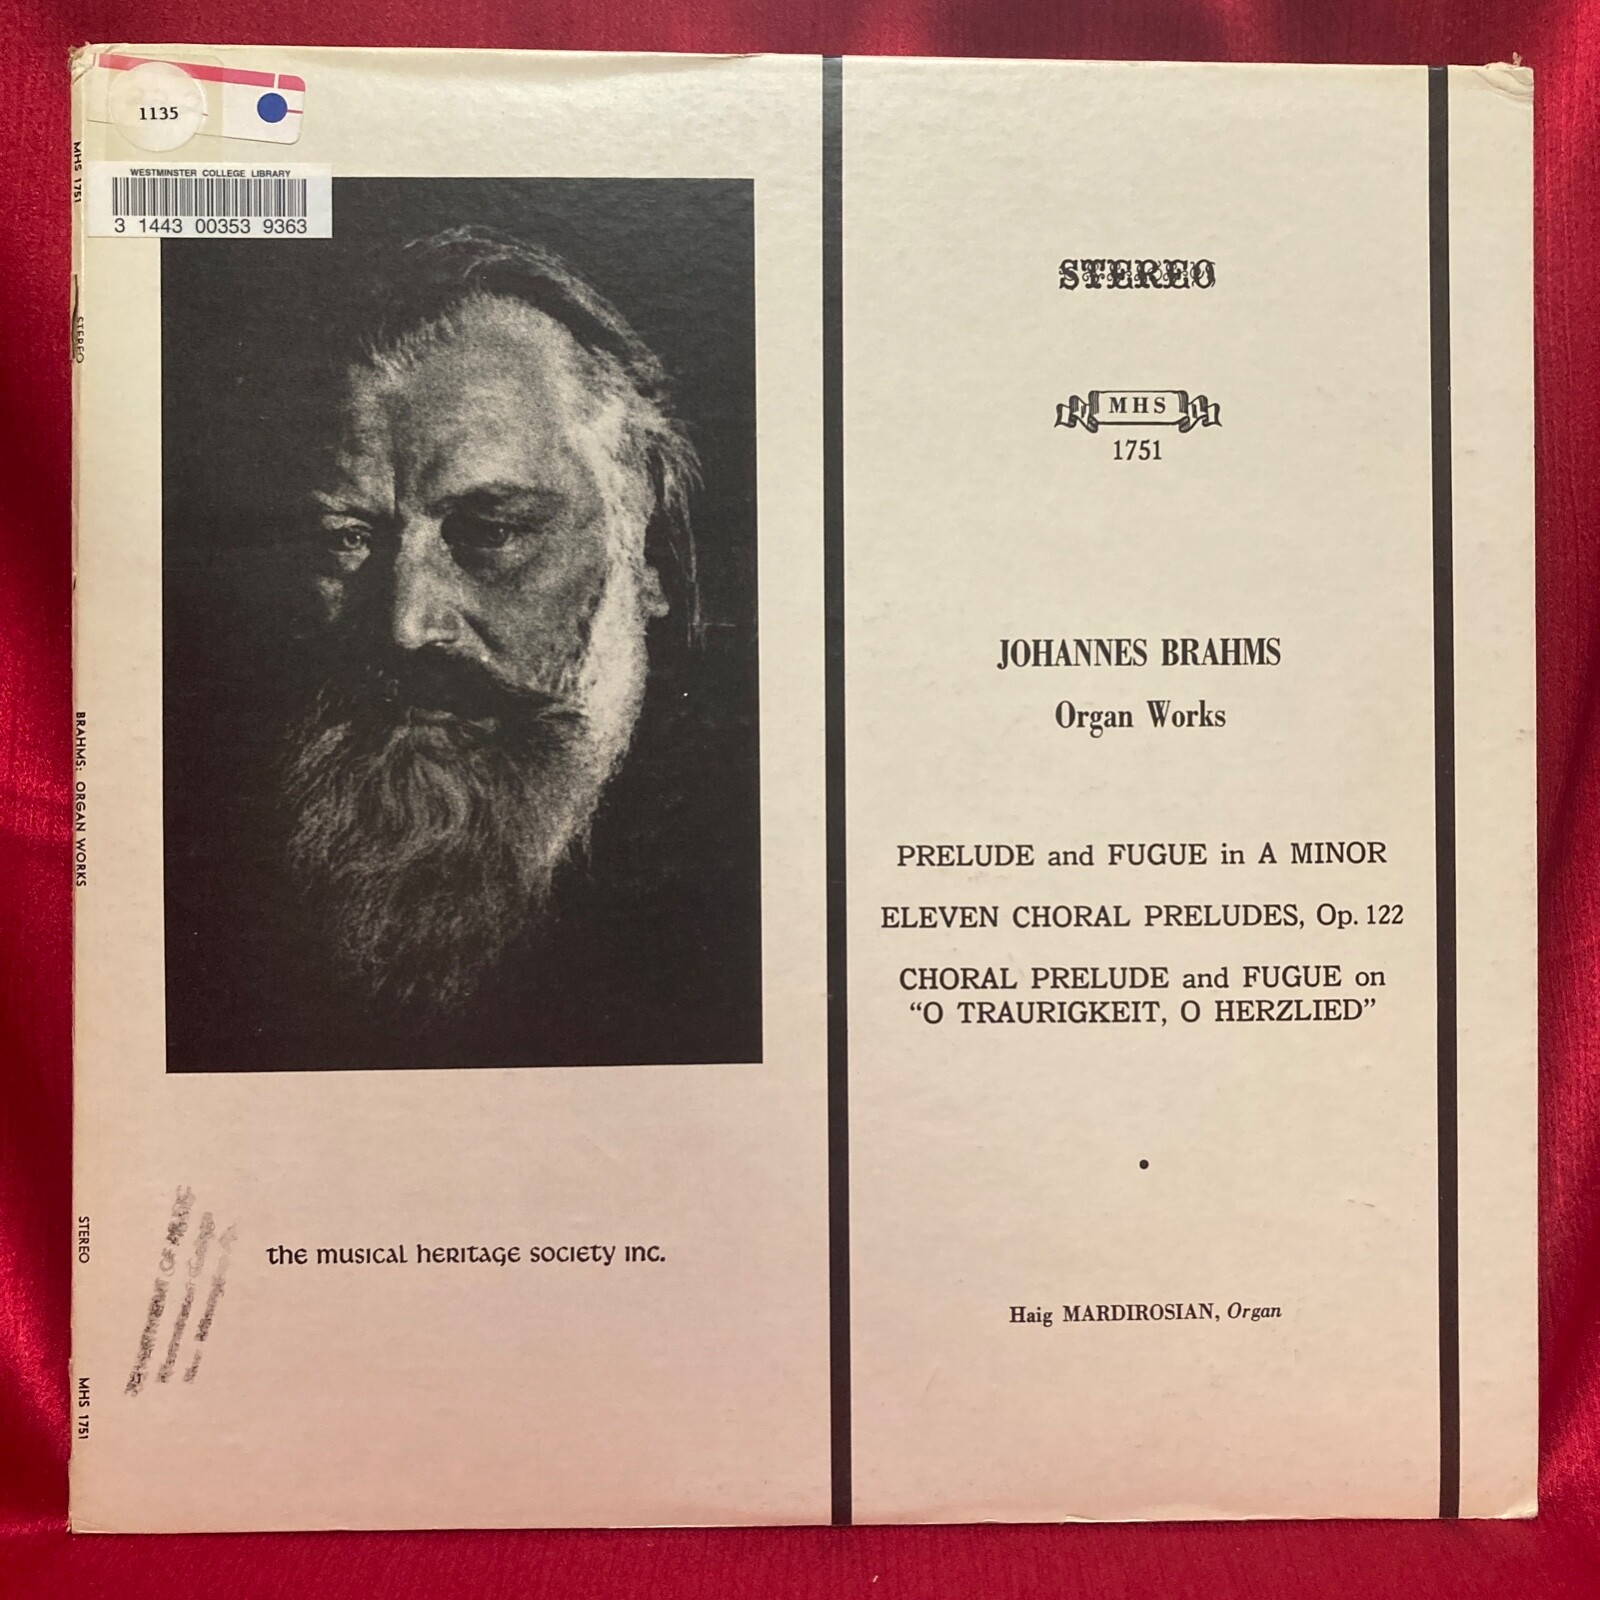 1135
WESTMINSTER COLLEGE LIBRARY
3 1443 00353 9363
MHS 1751
STEREO
BRAHMS: ORGAN WORKS
STEREO
MHS 1751
the musical heritage society inc.
STEREO
MHS
1751
JOHANNES BRAHMS
Organ Works
PRELUDE and FUGUE in A MINOR
ELEVEN CHORAL PRELUDES, Op. 122
CHORAL PRELUDE and FUGUE on
“O TRAURIGKEIT, O HERZLIED”
Haig MARDIROSIAN, Organ